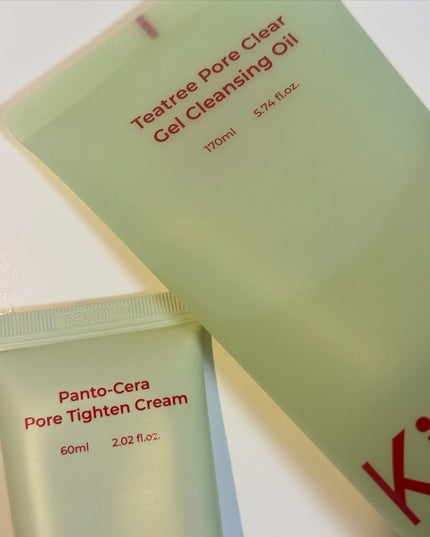 Teatree Pore Clear
Gel Cleansing Oil
170ml 5.74 fl.oz.
Panto-Cera
Pore Tighten Cream
60ml 2.02 fl.oz.